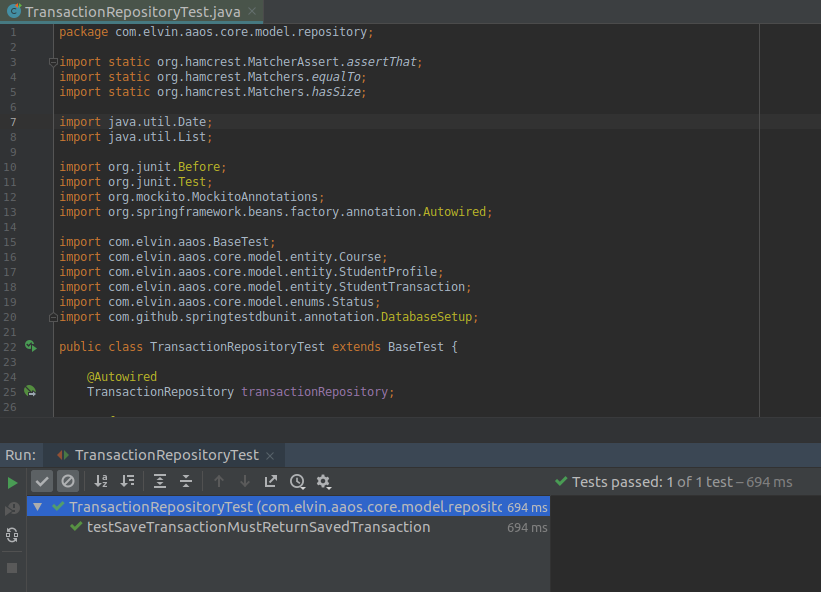 TransactionRepositoryTest.java
1 package com.elvin.aaos.core.model.repository;
2
3 import static org.hamcrest.MatcherAssert.assertThat;
4 import static org.hamcrest.Matchers.equalTo;
5 import static org.hamcrest.Matchers.hasSize;
6
7 import java.util.Date;
8 import java.util.List;
9
10 import org.junit.Before;
11 import org.junit.Test;
12 import org.mockito.MockitoAnnotations;
13 import org.springframework.beans.factory.annotation.Autowired;
14
15 import com.elvin.aaos.BaseTest;
16 import com.elvin.aaos.core.model.entity.Course;
17 import com.elvin.aaos.core.model.entity.StudentProfile;
18 import com.elvin.aaos.core.model.entity.StudentTransaction;
19 import com.elvin.aaos.core.model.enums.Status;
20 import com.github.springtestdbunit.annotation.DatabaseSetup;
21
22 public class TransactionRepositoryTest extends BaseTest {
23
24 @Autowired
25 TransactionRepository transactionRepository;
26
Run: TransactionRepositoryTest
Tests passed: 1 of 1 test – 694 ms
TransactionRepositoryTest (com.elvin.aaos.core.model.reposito 694 ms
testSaveTransactionMustReturnSavedTransaction 694 ms